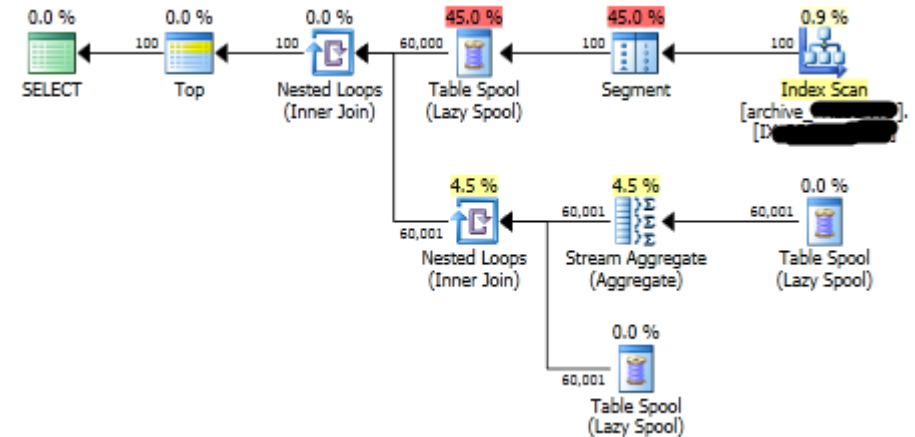 0.0 % 0.0 % 0.0 % 45.0 % 45.0 % 0.9 %
100 100 60,000 100 100
SELECT Top Nested Loops Table Spool Segment Index Scan
(Inner Join) (Lazy Spool) [archive_ ].
[IX
4.5 % 4.5 % 0.0 %
60,001 60,001 60,001
Nested Loops Stream Aggregate Table Spool
(Inner Join) (Aggregate) (Lazy Spool)
0.0 %
60,001
Table Spool
(Lazy Spool)